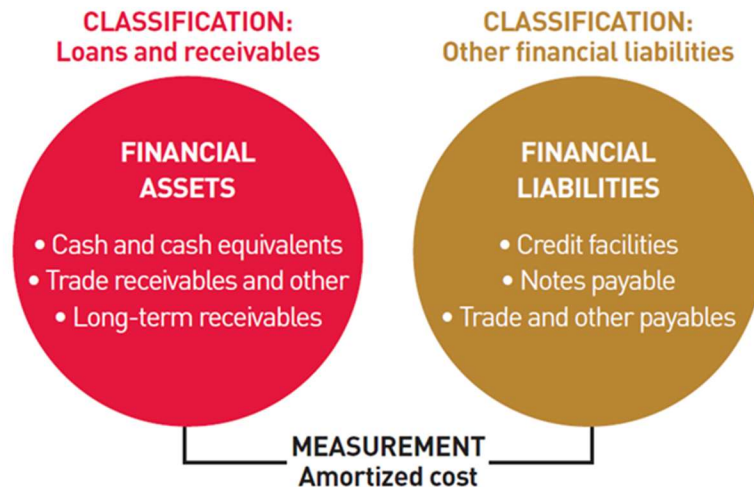 CLASSIFICATION:
Loans and receivables
FINANCIAL
ASSETS
• Cash and cash equivalents
• Trade receivables and other
• Long-term receivables
CLASSIFICATION:
Other financial liabilities
FINANCIAL
LIABILITIES
• Credit facilities
• Notes payable
• Trade and other payables
MEASUREMENT
Amortized cost